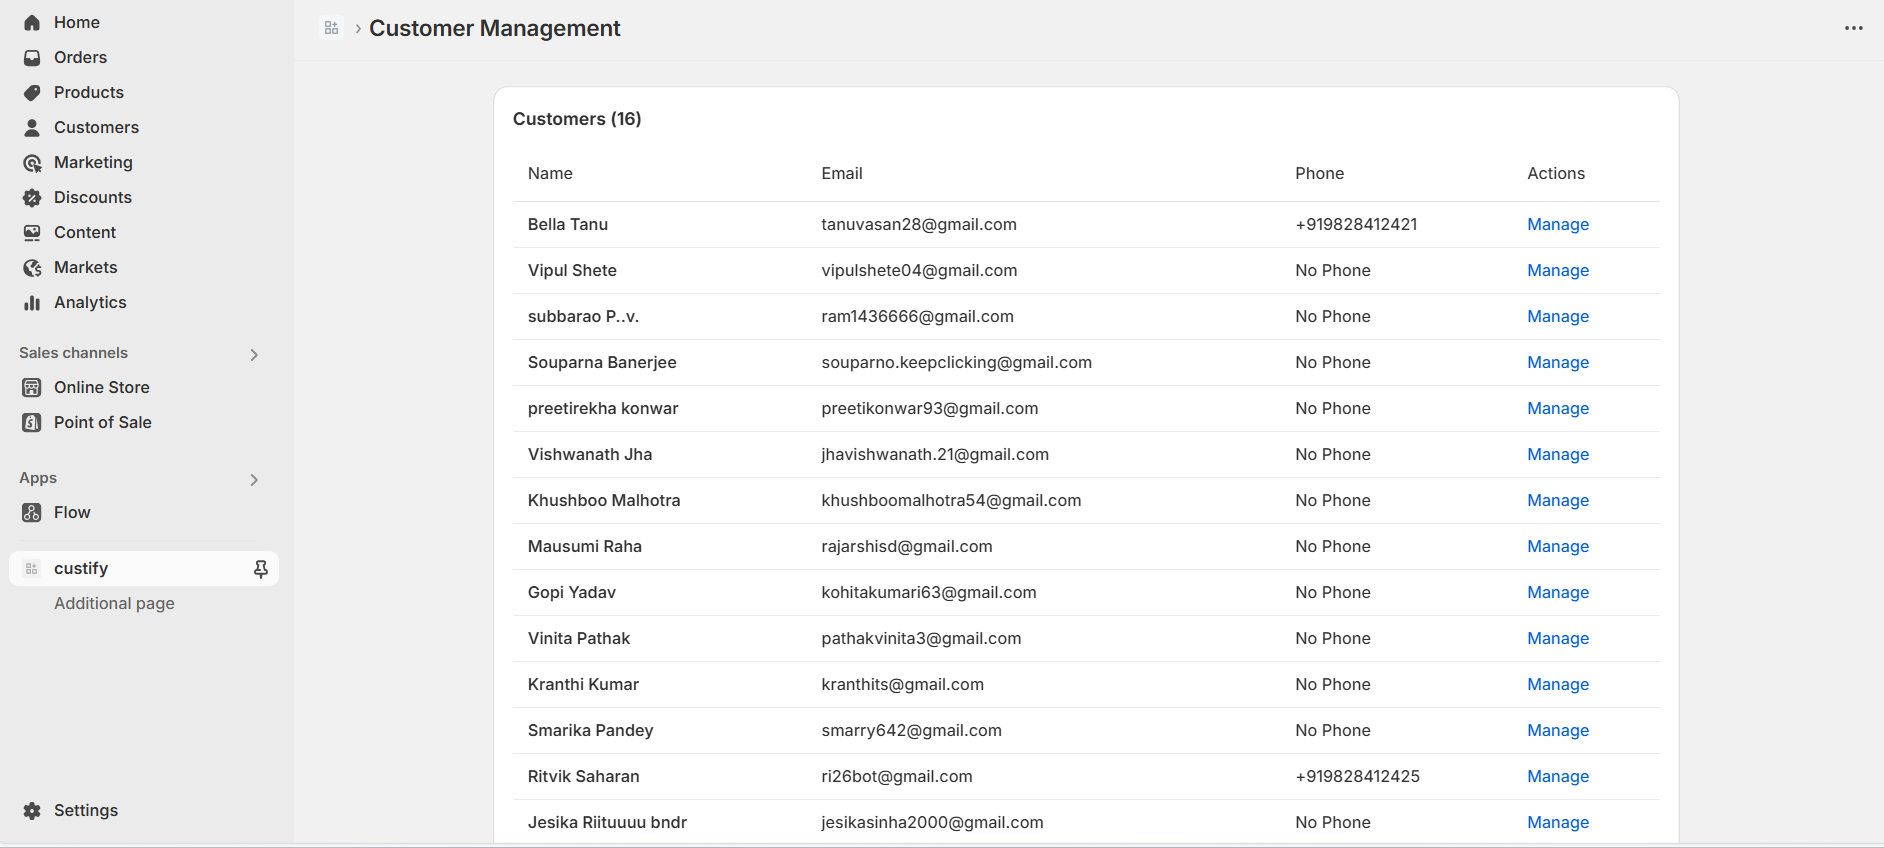 Home
Orders
Products
Customers
Marketing
Discounts
Content
Markets
Analytics
Sales channels
Online Store
Point of Sale
Apps
Flow
custify
Additional page
Settings
Customer Management
Customers (16)
Name Email Phone Actions
Bella Tanu tanuvasan28@gmail.com +919828412421 Manage
Vipul Shete vipulshete04@gmail.com No Phone Manage
subbarao P..v. ram1436666@gmail.com No Phone Manage
Souparna Banerjee souparno.keepclicking@gmail.com No Phone Manage
preetirekha konwar preetikonwar93@gmail.com No Phone Manage
Vishwanath Jha jhavishwanath.21@gmail.com No Phone Manage
Khushboo Malhotra khushboomalhotra54@gmail.com No Phone Manage
Mausumi Raha rajarshisd@gmail.com No Phone Manage
Gopi Yadav kohitakumari63@gmail.com No Phone Manage
Vinita Pathak pathakvinita3@gmail.com No Phone Manage
Kranthi Kumar kranthits@gmail.com No Phone Manage
Smarika Pandey smarry642@gmail.com No Phone Manage
Ritvik Saharan ri26bot@gmail.com +919828412425 Manage
Jesika Riituuuu bndr jesikasinha2000@gmail.com No Phone Manage